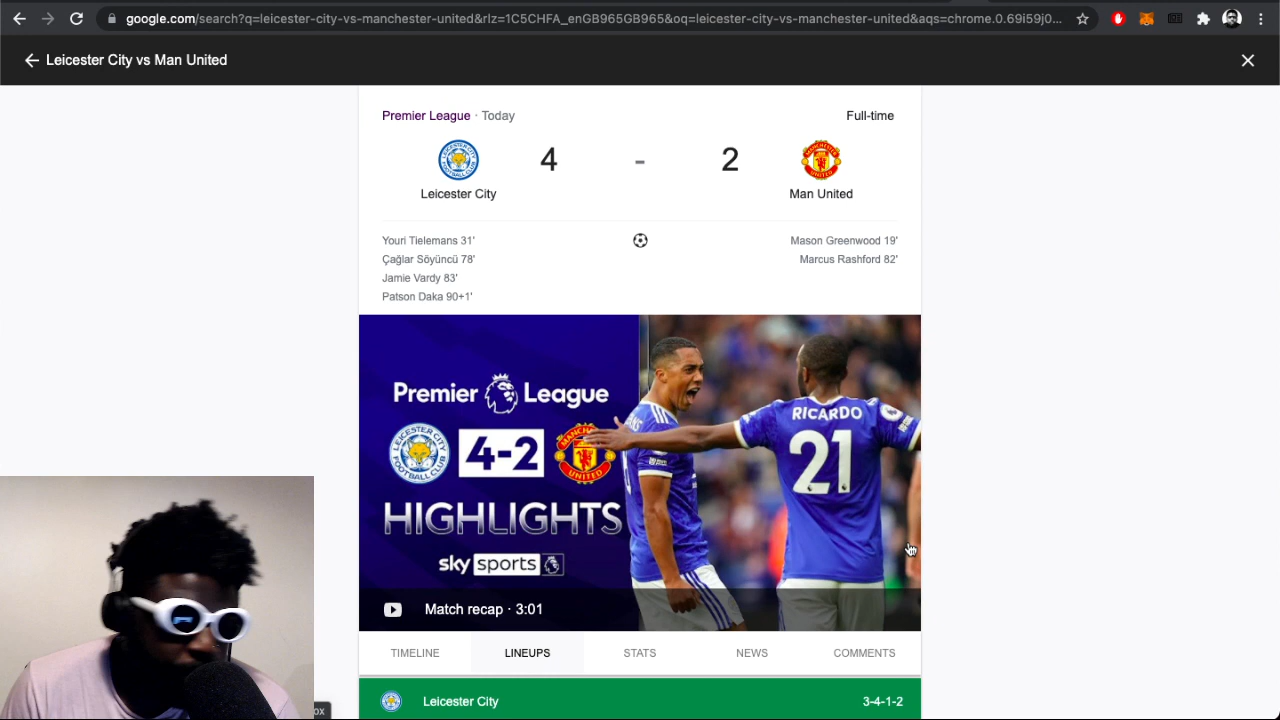 google.com/search?q=leicester-city-vs-manchester-united&rlz=1C5CHFA_enGB965GB965&oq=leicester-city-vs-manchester-united&aqs=chrome.0.69i59j0...
Leicester City vs Man United
Premier League · Today
Full-time
4 - 2
Leicester City
Man United
Youri Tielemans 31'
Mason Greenwood 19'
Çağlar Söyüncü 78'
Marcus Rashford 82'
Jamie Vardy 83'
Patson Daka 90+1'
Premier League
4-2
HIGHLIGHTS
sky sports
RICARDO
21
Match recap · 3:01
TIMELINE
LINEUPS
STATS
NEWS
COMMENTS
Leicester City
3-4-1-2